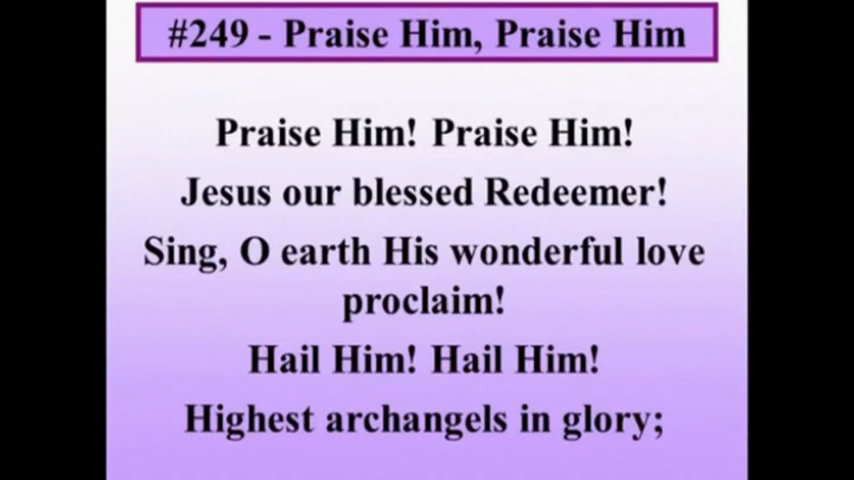 #249 - Praise Him, Praise Him
Praise Him! Praise Him!
Jesus our blessed Redeemer!
Sing, O earth His wonderful love
proclaim!
Hail Him! Hail Him!
Highest archangels in glory;